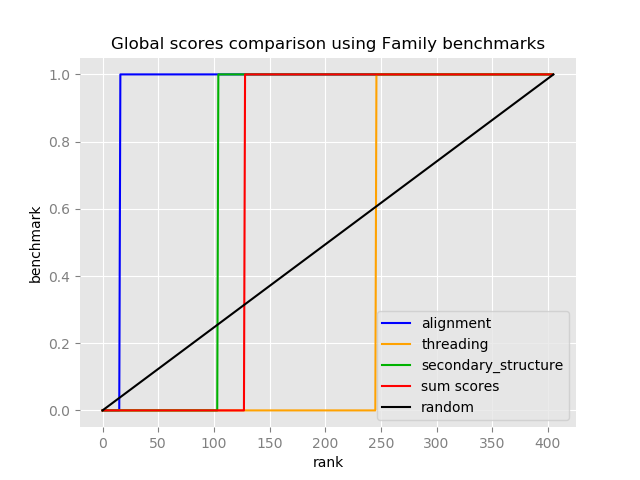 Global scores comparison using Family benchmarks
1.0
0.8
0.6
0.4
0.2
0.0
benchmark
alignment
threading
secondary_structure
sum scores
random
0 50 100 150 200 250 300 350 400
rank